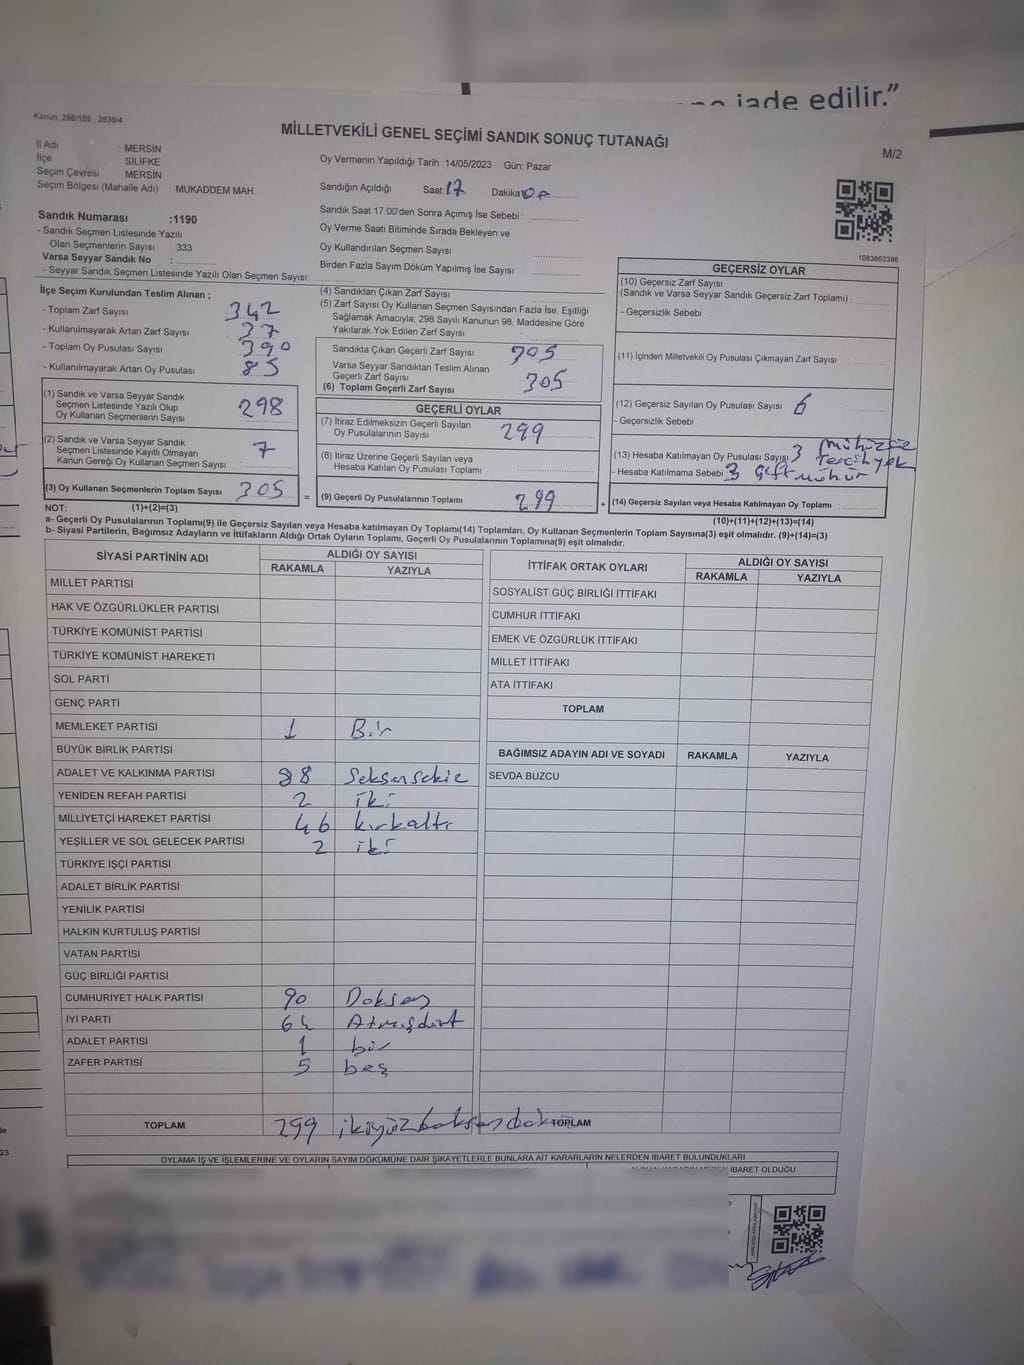 ne iade edilir.”
Kanun; 298/105 , 2839/4
MİLLETVEKİLİ GENEL SEÇİMİ SANDIK SONUÇ TUTANAĞI
M/2
İl Adı MERSİN
İlçe SİLİFKE
Seçim Çevresi MERSİN
Seçim Bölgesi (Mahalle Adı) : MUKADDEM MAH.
Oy Vermenin Yapıldığı Tarih :14/05/2023 Gün: Pazar
Sandığın Açıldığı Saat: 17 Dakika
Sandık Saat 17:00'den Sonra Açımış İse Sebebi :
Oy Verme Saati Bitiminde Sırada Bekleyen ve
Oy Kullandırılan Seçmen Sayısı
Birden Fazla Sayım Döküm Yapılmış İse Sayısı
1083663396
Sandık Numarası :1190
- Sandık Seçmen Listesinde Yazılı
Olan Seçmenlerin Sayısı : 333
Varsa Seyyar Sandık No :
- Seyyar Sandık Seçmen Listesinde Yazılı Olan Seçmen Sayısı:
İlçe Seçim Kurulundan Teslim Alınan ;
- Toplam Zarf Sayısı 342
- Kullanılmayarak Artan Zarf Sayısı 37
- Toplam Oy Pusulası Sayısı 390
- Kullanılmayarak Artan Oy Pusulası 85
(1) Sandık ve Varsa Seyyar Sandık
Seçmen Listesinde Yazılı Olup
Oy Kullanan Seçmenlerin Sayısı 298
(2) Sandık ve Varsa Seyyar Sandık
Seçmen Listesinde Kayıtlı Olmayan
Kanun Gereği Oy Kullanan Seçmen Sayısı 7
(3) Oy Kullanan Seçmenlerin Toplam Sayısı 305 =
(4) Sandıktan Çıkan Zarf Sayısı
(5) Zarf Sayısı Oy Kullanan Seçmen Sayısından Fazla İse, Eşitliği
Sağlamak Amacıyla; 298 Sayılı Kanunun 98. Maddesine Göre
Yakılarak Yok Edilen Zarf Sayısı
Sandıkta Çıkan Geçerli Zarf Sayısı 305
Varsa Seyyar Sandıktan Teslim Alınan
Geçerli Zarf Sayısı
(6) Toplam Geçerli Zarf Sayısı 305
GEÇERLİ OYLAR
(7) İtiraz Edilmeksizin Geçerli Sayılan
Oy Pusulalarının Sayısı 299
(8) İtiraz Üzerine Geçerli Sayılan veya
Hesaba Katılan Oy Pusulaları Toplamı
(9) Geçerli Oy Pusulalarının Toplamı 299 +
GEÇERSİZ OYLAR
(10) Geçersiz Zarf Sayısı
(Sandık ve Varsa Seyyar Sandık Geçersiz Zarf Toplamı) :
- Geçersizlik Sebebi
(11) İçinden Milletvekili Oy Pusulası Çıkmayan Zarf Sayısı
(12) Geçersiz Sayılan Oy Pusulası Sayısı 6
- Geçersizlik Sebebi
(13) Hesaba Katılmayan Oy Pusulası Sayısı 3 mühürsüz
tercih yok
- Hesaba Katılmama Sebebi 3 çift mühür
(14) Geçersiz Sayılan veya Hesaba Katılmayan Oy Toplamı :
NOT: (1)+(2)=(3)
(10)+(11)+(12)+(13)=(14)
a- Geçerli Oy Pusulalarının Toplamı(9) ile Geçersiz Sayılan veya Hesaba katılmayan Oy Toplamı(14) Toplamları, Oy Kullanan Seçmenlerin Toplam Sayısına(3) eşit olmalıdır. (9)+(14)=(3)
b- Siyasi Partilerin, Bağımsız Adayların ve İttifakların Aldığı Ortak Oyların Toplamı, Geçerli Oy Pusulalarının Toplamına(9) eşit olmalıdır.
SİYASİ PARTİNİN ADI ALDIĞI OY SAYISI
RAKAMLA YAZIYLA
MİLLET PARTİSİ
HAK VE ÖZGÜRLÜKLER PARTİSİ
TÜRKİYE KOMÜNİST PARTİSİ
TÜRKİYE KOMÜNİST HAREKETİ
SOL PARTİ
GENÇ PARTİ
MEMLEKET PARTİSİ 1 Bir
BÜYÜK BİRLİK PARTİSİ
ADALET VE KALKINMA PARTİSİ 88 Seksensekiz
YENİDEN REFAH PARTİSİ 2 iki
MİLLİYETÇİ HAREKET PARTİSİ 46 kırkaltı
YEŞİLLER VE SOL GELECEK PARTİSİ 2 iki
TÜRKİYE İŞÇİ PARTİSİ
ADALET BİRLİK PARTİSİ
YENİLİK PARTİSİ
HALKIN KURTULUŞ PARTİSİ
VATAN PARTİSİ
GÜÇ BİRLİĞİ PARTİSİ
CUMHURİYET HALK PARTİSİ 90 Doksan
İYİ PARTİ 64 Atmışdört
ADALET PARTİSİ 1 bir
ZAFER PARTİSİ 5 beş
TOPLAM 299
İTTİFAK ORTAK OYLARI ALDIĞI OY SAYISI
RAKAMLA YAZIYLA
SOSYALİST GÜÇ BİRLİĞİ İTTİFAKI
CUMHUR İTTİFAKI
EMEK VE ÖZGÜRLÜK İTTİFAKI
MİLLET İTTİFAKI
ATA İTTİFAKI
TOPLAM
BAĞIMSIZ ADAYIN ADI VE SOYADI RAKAMLA YAZIYLA
SEVDA BUZCU
TOPLAM
OYLAMA İŞ VE İŞLEMLERİNE VE OYLARIN SAYIM DÖKÜMÜNE DAİR ŞİKAYETLERLE BUNLARA AİT KARARLARIN NELERDEN İBARET BULUNDUKLARI
İBARET OLDUĞU